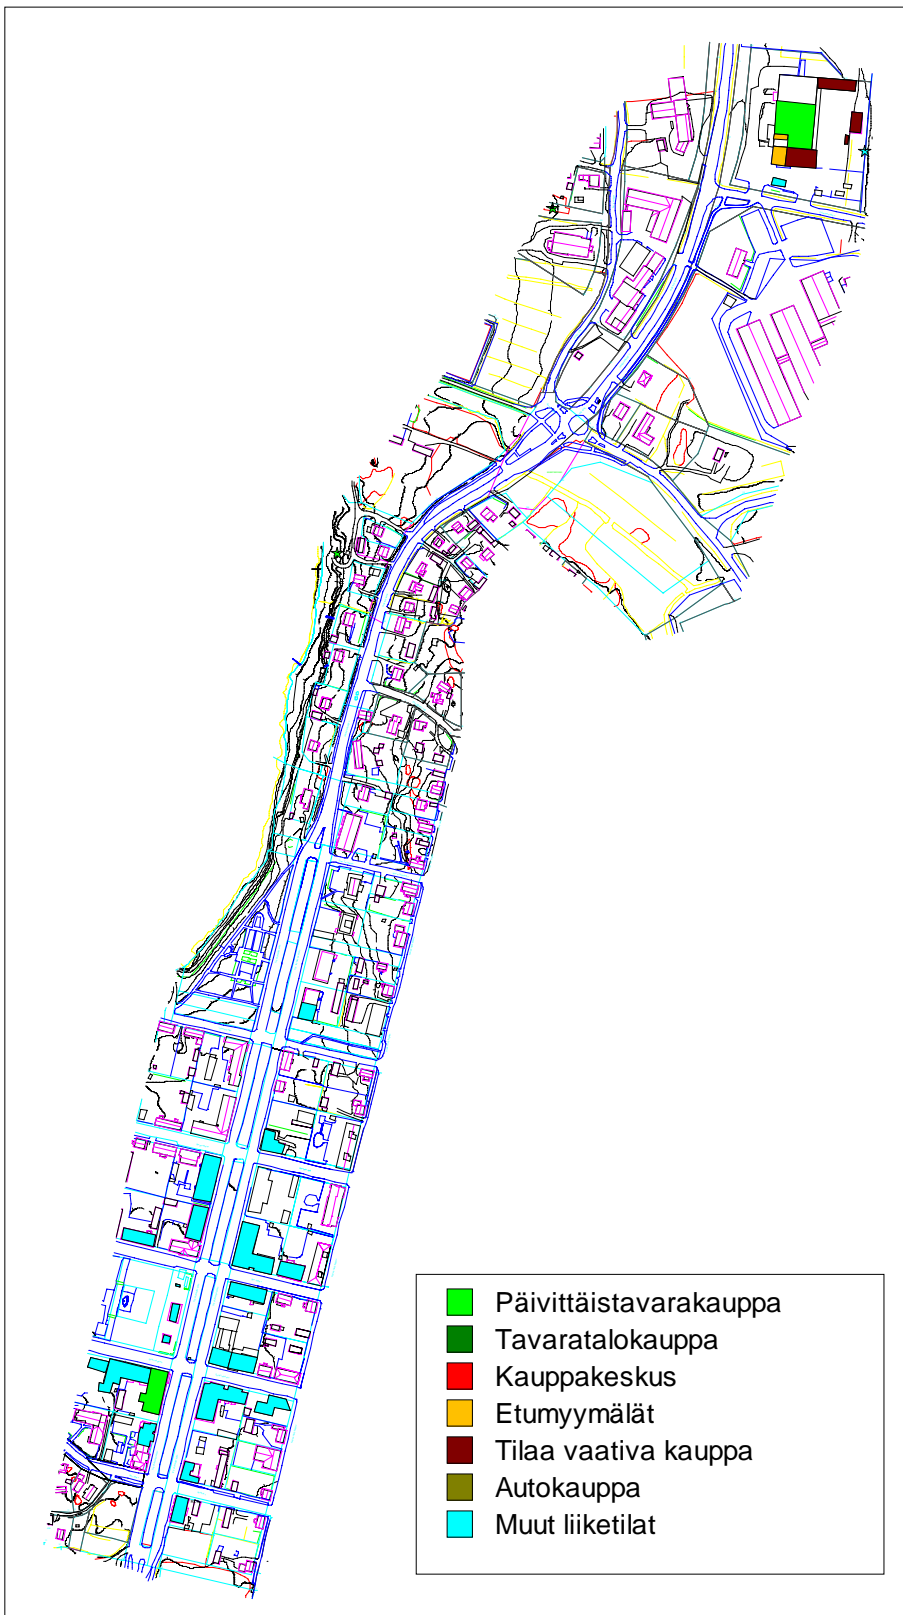 Päivittäistavarakauppa
Tavaratalokauppa
Kauppakeskus
Etumyymälät
Tilaa vaativa kauppa
Autokauppa
Muut liiketilat